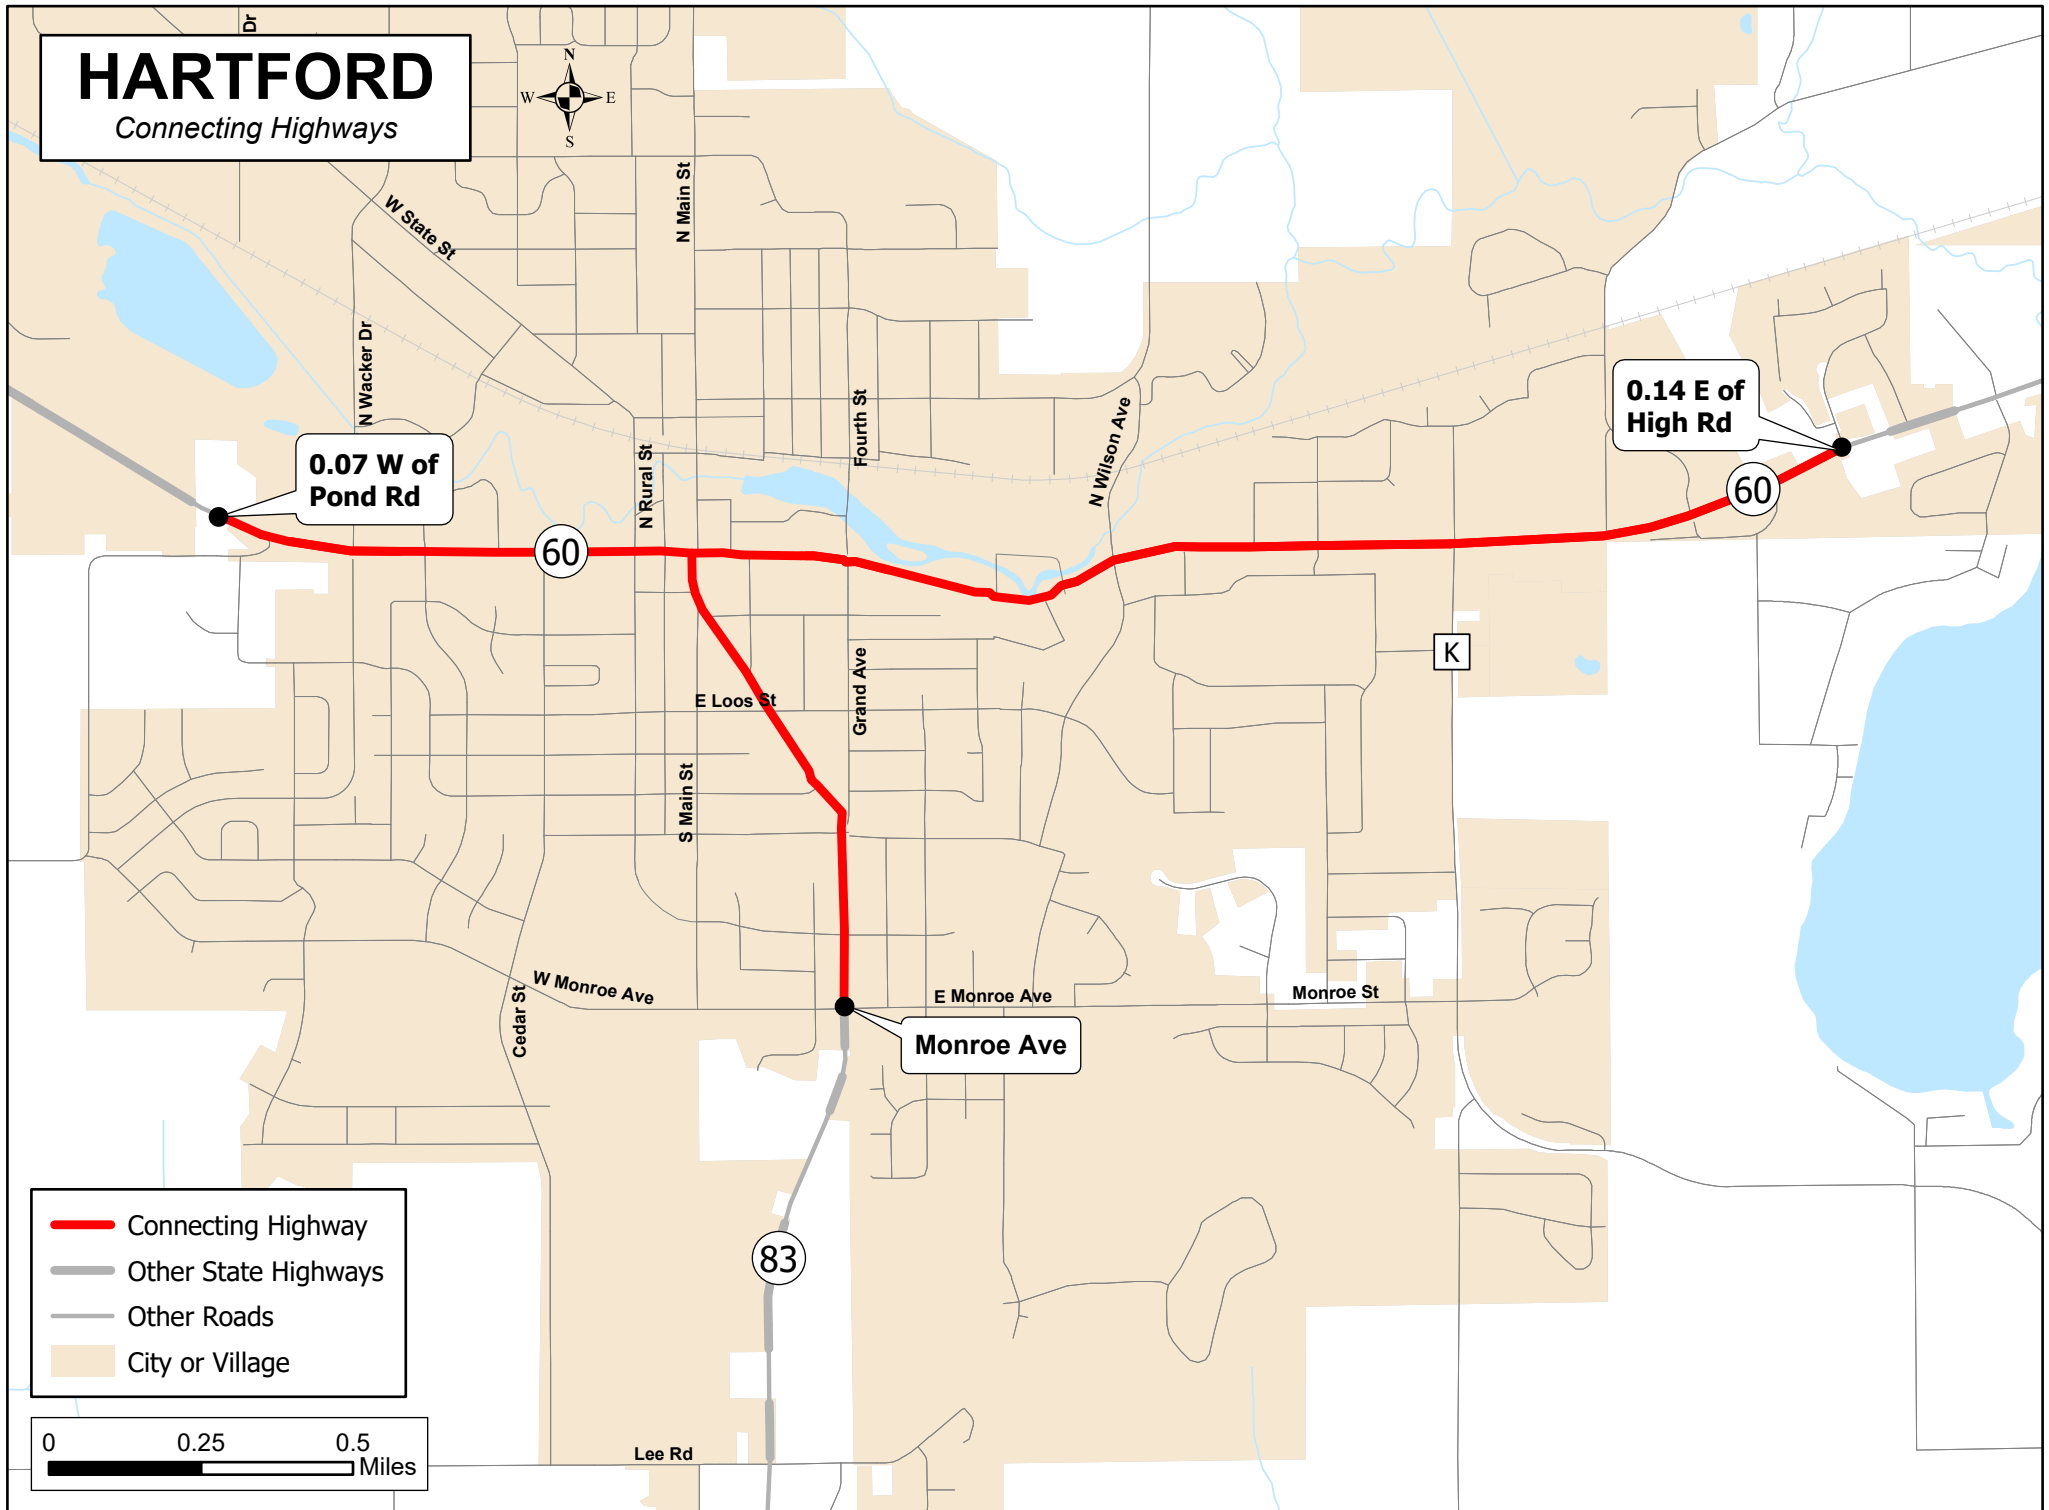 Dr
HARTFORD
Connecting Highways
N
W
E
S
N Main St
W State St
N Wacker Dr
Fourth St
N Wilson Ave
N Rural St
0.14 E of
High Rd
0.07 W of
Pond Rd
60
60
K
E Loos St
Grand Ave
S Main St
W Monroe Ave
E Monroe Ave
Monroe St
Cedar St
Monroe Ave
83
Connecting Highway
Other State Highways
Other Roads
City or Village
0
0.25
0.5
Miles
Lee Rd